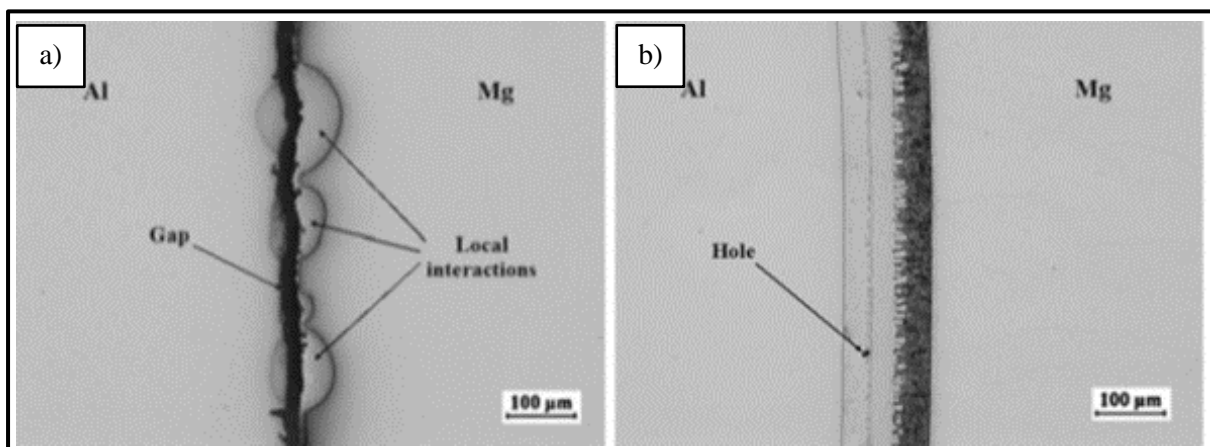 a)
Al
Mg
Gap
Local
interactions
100 µm
b)
Al
Mg
Hole
100 µm